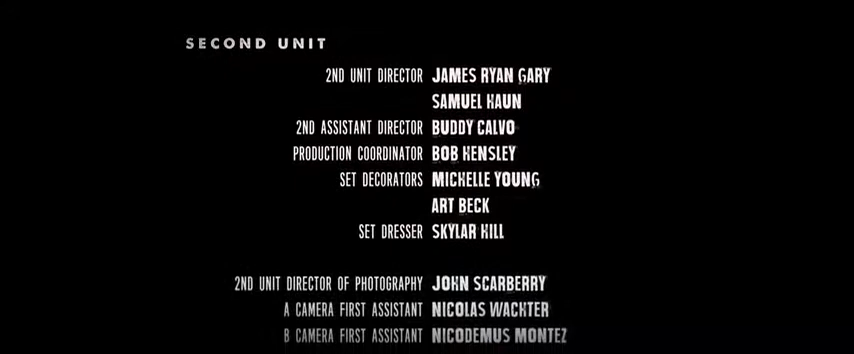 SECOND UNIT
2ND UNIT DIRECTOR JAMES RYAN GARY
SAMUEL HAUN
2ND ASSISTANT DIRECTOR BUDDY CALVO
PRODUCTION COORDINATOR BOB HENSLEY
SET DECORATORS MICHELLE YOUNG
ART BECK
SET DRESSER SKYLAR HILL
2ND UNIT DIRECTOR OF PHOTOGRAPHY JOHN SCARBERRY
A CAMERA FIRST ASSISTANT NICOLAS WACHTER
B CAMERA FIRST ASSISTANT NICODEMUS MONTEZ